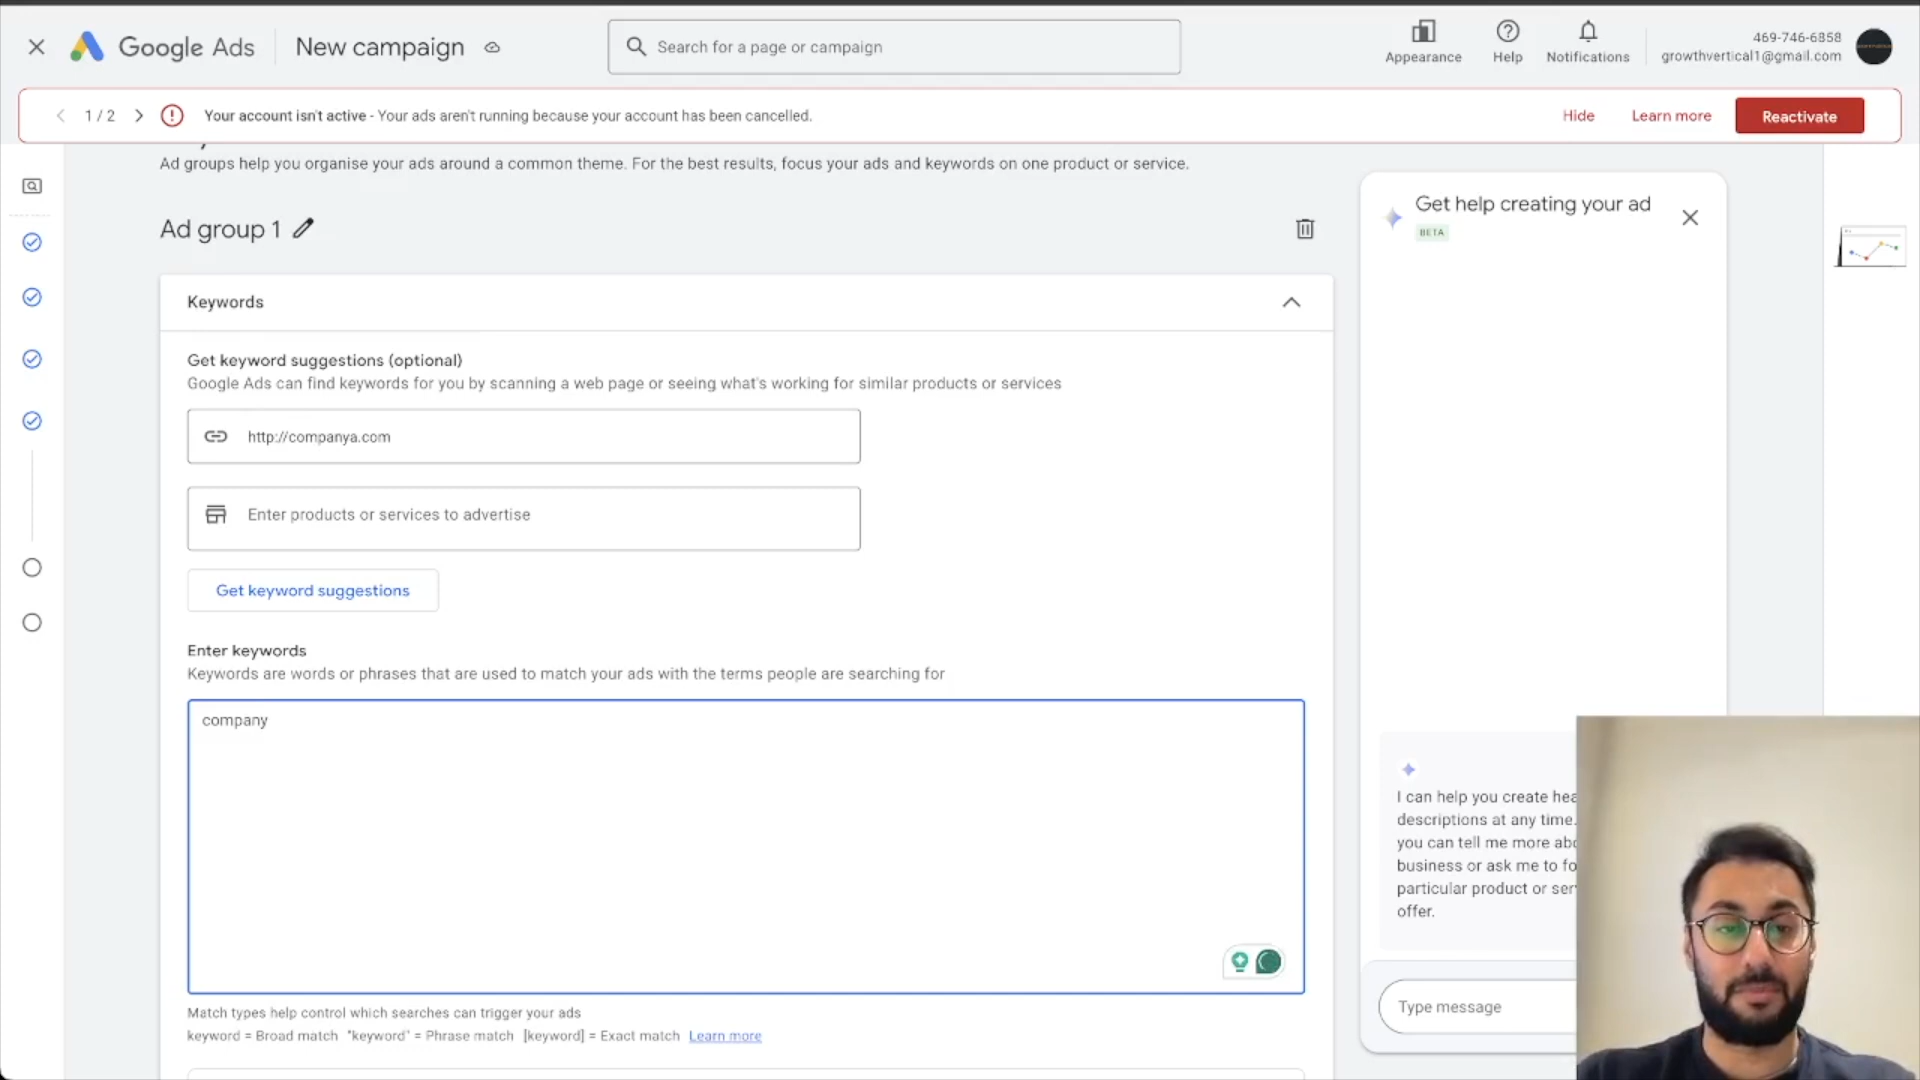 Google Ads
New campaign
Search for a page or campaign
Appearance
Help
Notifications
469-746-6858
growthvertical1@gmail.com
1 / 2
Your account isn't active - Your ads aren't running because your account has been cancelled.
Hide
Learn more
Reactivate
Ad groups help you organise your ads around a common theme. For the best results, focus your ads and keywords on one product or service.
Ad group 1
Keywords
Get keyword suggestions (optional)
Google Ads can find keywords for you by scanning a web page or seeing what's working for similar products or services
http://companya.com
Enter products or services to advertise
Get keyword suggestions
Enter keywords
Keywords are words or phrases that are used to match your ads with the terms people are searching for
company
Match types help control which searches can trigger your ads
keyword = Broad match "keyword" = Phrase match [keyword] = Exact match Learn more
Get help creating your ad
BETA
I can help you create
descriptions at any time.
you can tell me more
business or ask me to
particular product or
offer.
Type message